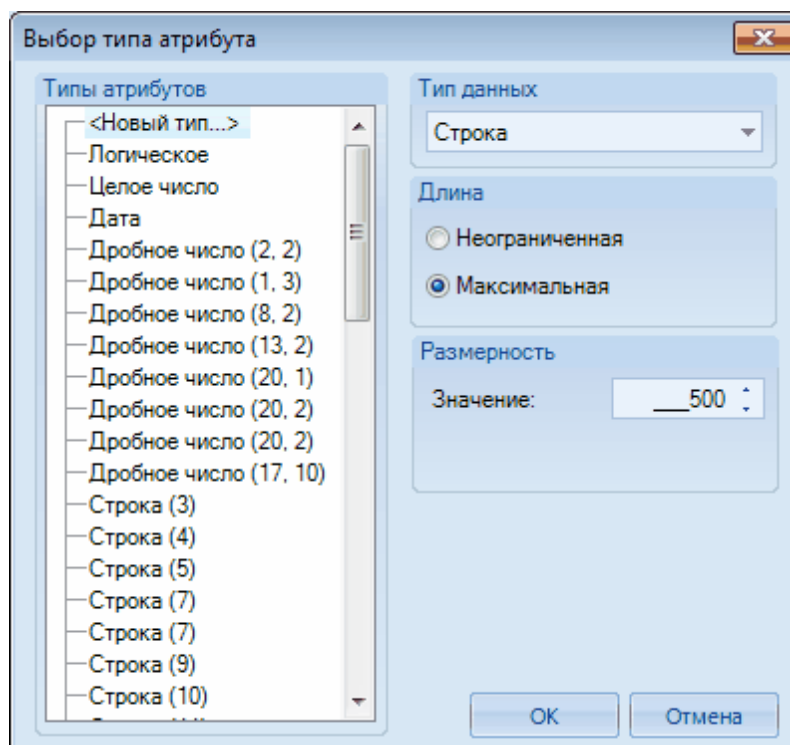 Выбор типа атрибута
Типы атрибутов
<Новый тип...>
Логическое
Целое число
Дата
Дробное число (2, 2)
Дробное число (1, 3)
Дробное число (8, 2)
Дробное число (13, 2)
Дробное число (20, 1)
Дробное число (20, 2)
Дробное число (20, 2)
Дробное число (17, 10)
Строка (3)
Строка (4)
Строка (5)
Строка (7)
Строка (7)
Строка (9)
Строка (10)
Тип данных
Строка
Длина
Неограниченная
Максимальная
Размерность
Значение: ___500
ОК Отмена